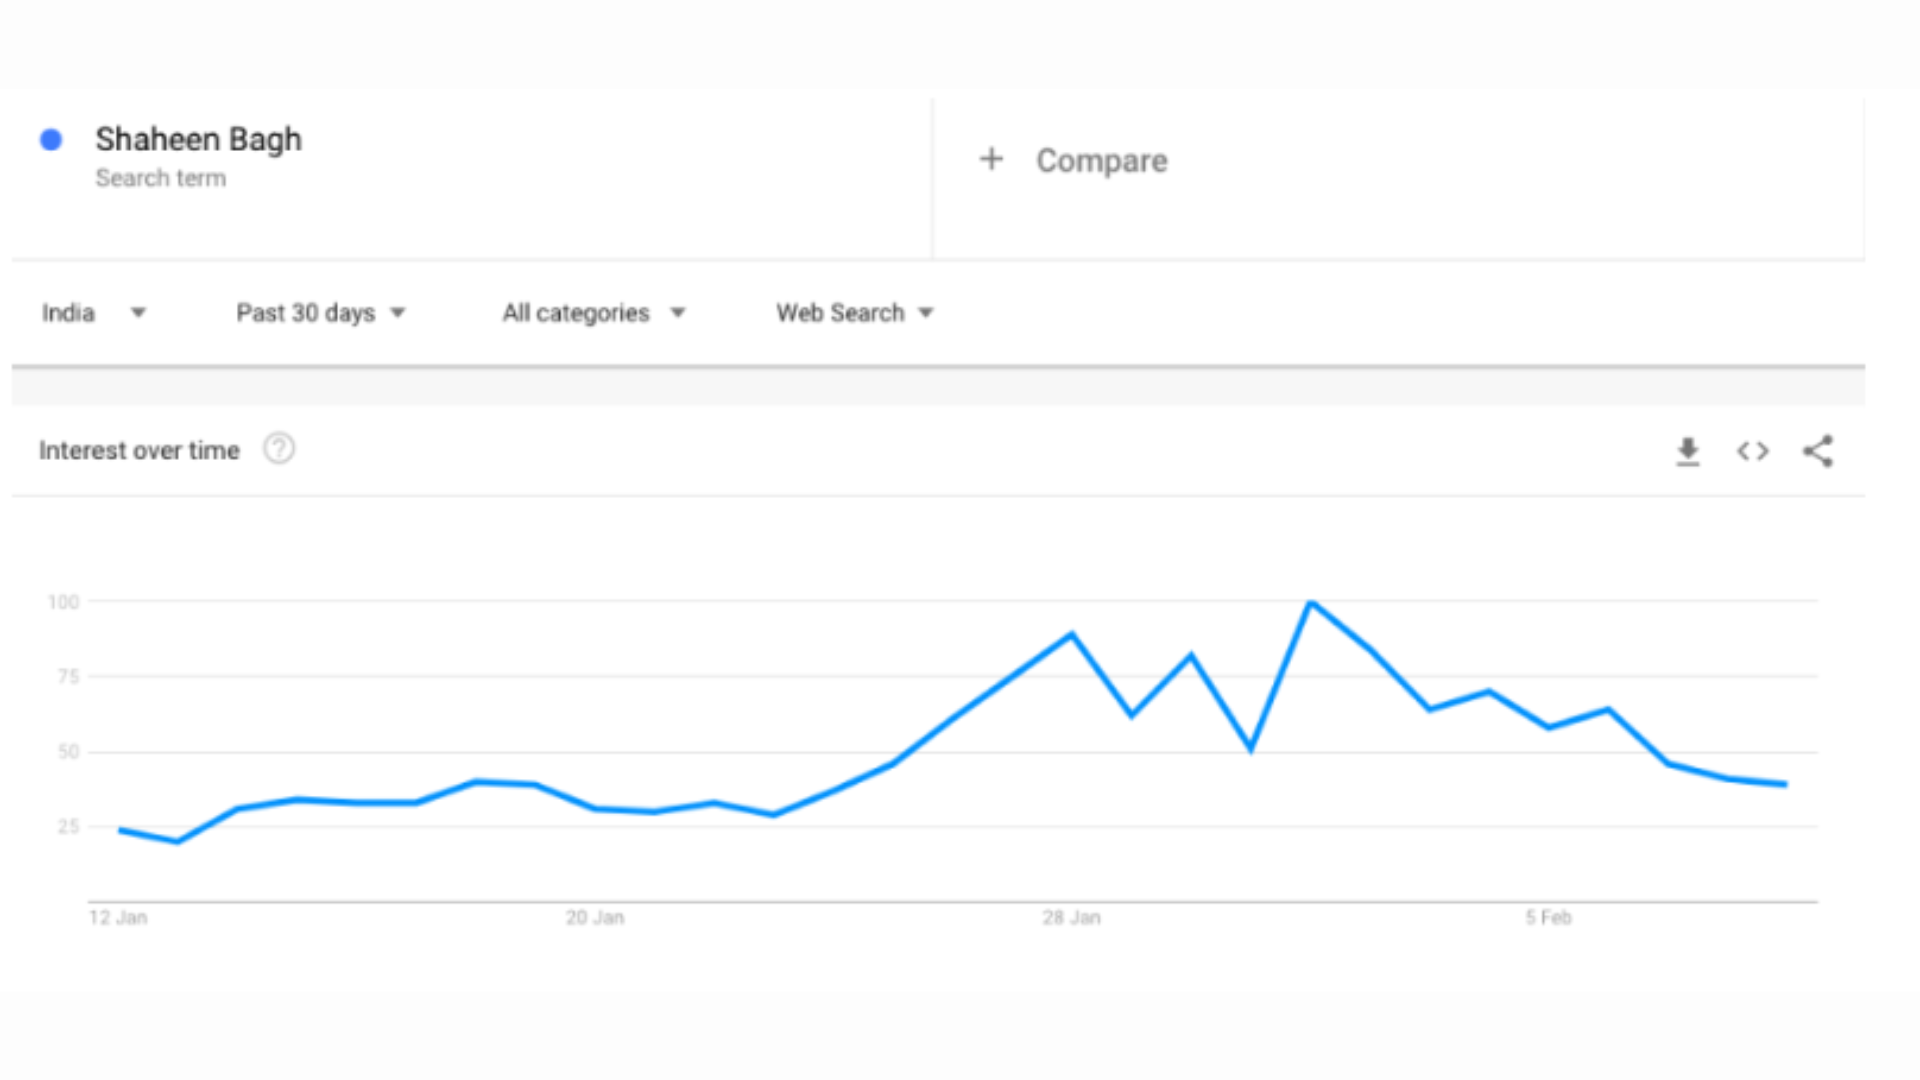 Shaheen Bagh
Search term
+ Compare
India
Past 30 days
All categories
Web Search
Interest over time
?
100
75
50
25
12 Jan
20 Jan
28 Jan
5 Feb